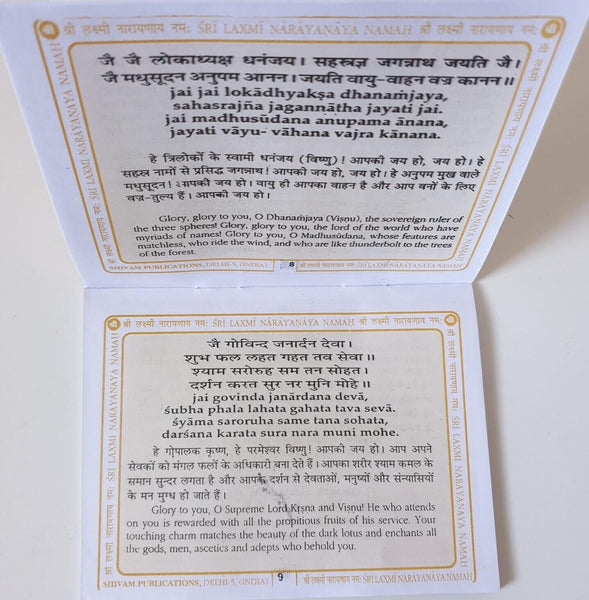 श्री लक्ष्मी नारायणाय नमः ŚRĪ LAXMĪ NĀRĀYAṆĀYA NAMAH श्री लक्ष्मी नारायणाय नमः
जै जै लोकाध्यक्ष धनंजय। सहस्त्रज्ञ जगन्नाथ जयति जै।
जै मधुसूदन अनुपम आनन। जयति वायु-वाहन वज्र कानन॥
jai jai lokādhyakṣa dhanaṁjaya,
sahasrajña jagannātha jayati jai.
jai madhusūdana anupama ānana,
jayati vāyu- vāhana vajra kānana.
हे त्रिलोकों के स्वामी धनंजय (विष्णु)! आपकी जय हो, जय हो। हे
सहस्त्र नामों से प्रसिद्ध जगन्नाथ! आपकी जय हो, जय हो। हे अनुपम मुख वाले
मधुसूदन! आपकी जय हो। वायु ही आपका वाहन है और आप वनों के लिए
वज्र-तुल्य हैं। आपकी जय हो।
Glory, glory to you, O Dhanaṁjaya (Viṣṇu), the sovereign ruler of
the three spheres! Glory, glory to you, the lord of the world who have
myriads of names! Glory to you, O Madhusūdana, whose features are
matchless, who ride the wind, and who are like thunderbolt to the trees
of the forest.
SHIVAM PUBLICATIONS, DELHI-5, (INDIA) 8 श्री लक्ष्मी नारायणाय नमः ŚRĪ LAXMĪ NĀRĀYAṆĀYA NAMAH
श्री लक्ष्मी नारायणाय नमः ŚRĪ LAXMĪ NĀRĀYAṆĀYA NAMAH श्री लक्ष्मी नारायणाय नमः
जै गोविन्द जनार्दन देवा।
शुभ फल लहत गहत तव सेवा॥
श्याम सरोरुह सम तन सोहत।
दर्शन करत सुर नर मुनि मोहे॥
jai govinda janārdana devā,
śubha phala lahata gahata tava sevā.
śyāma saroruha same tana sohata,
darśana karata sura nara muni mohe.
हे गोपालक कृष्ण, हे परमेश्वर विष्णु! आपकी जय हो। आप अपने
सेवकों को मंगल फलों के अधिकारी बना देते हैं। आपका शरीर श्याम कमल के
समान सुन्दर लगता है और आपके दर्शन से देवताओं, मनुष्यों और संन्यासियों
के मन मुग्ध हो जाते हैं।
Glory to you, O Supreme Lord Kṛṣna and Viṣṇu! He who attends
on you is rewarded with all the propitious fruits of his service. Your
touching charm matches the beauty of the dark lotus and enchants all
the gods, men, ascetics and adepts who behold you.
SHIVAM PUBLICATIONS, DELHI-5, (INDIA) 9 श्री लक्ष्मी नारायणाय नमः ŚRĪ LAXMĪ NĀRĀYAṆĀYA NAMAH